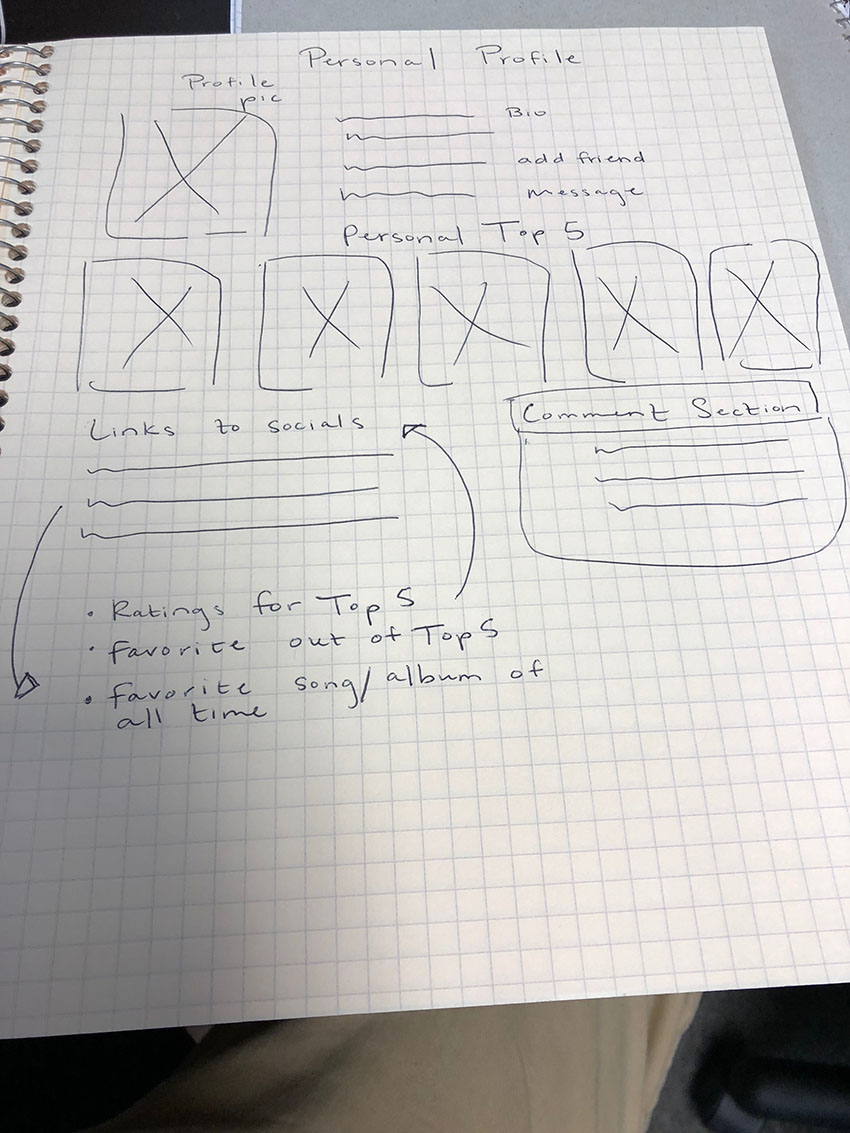 Personal Profile
Profile
pic
Bio
add friend
message
Personal Top 5
Links to socials
Comment Section
• Ratings for Top 5
• favorite out of Top 5
• favorite song/album of
all time